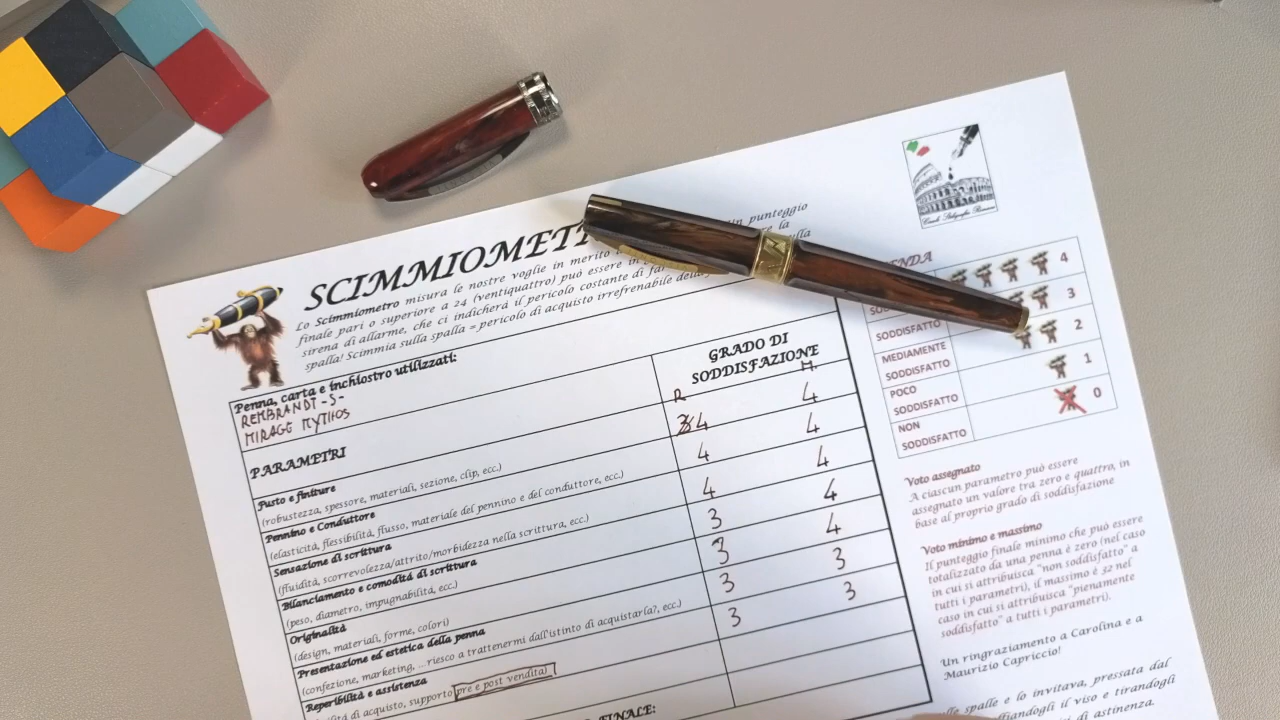 SCIMMIOMET
Lo Scimmiometro misura le nostre voglie in merito
un punteggio
finale pari o superiore a 24 (ventiquattro) può essere
la
sirena di allarme, che ci indicherà il pericolo costante di
sulla
spalla! Scimmia sulla spalla = pericolo di acquisto irrefrenabile
Penna, carta e inchiostro utilizzati:
REMBRANDT -S-
MIRAGE MYTHOS
GRADO DI
SODDISFAZIONE
R M.
PARAMETRI
4 4
Fusto e finiture
(robustezza, spessore, materiali, sezione, clip, ecc.)
4 4
Pennino e Conduttore
(elasticità, flessibilità, flusso, materiale del pennino e del conduttore, ecc.)
4 4
Sensazione di scrittura
(fluidità, scorrevolezza/attrito/morbidezza nella scrittura, ecc.)
3 4
Bilanciamento e comodità di scrittura
(peso, diametro, impugnabilità, ecc.)
3 4
Originalità
(design, materiali, forme, colori)
3 3
Presentazione ed estetica della penna
(confezione, marketing, ...riesco a trattenermi dall'istinto di acquistarla?, ecc.)
3 3
Reperibilità e assistenza
di acquisto, supporto pre e post vendita)
FINALE:
ENDA
4
SODDISFATTO 3
MEDIAMENTE
SODDISFATTO 2
POCO
SODDISFATTO 1
NON
SODDISFATTO 0
Voto assegnato
A ciascun parametro può essere
assegnato un valore tra zero e quattro, in
base al proprio grado di soddisfazione
Voto minimo e massimo
Il punteggio finale minimo che può essere
totalizzato da una penna è zero (nel caso
in cui si attribuisca "non soddisfatto" a
tutti i parametri), il massimo è 32 nel
caso in cui si attribuisca "pienamente
soddisfatto" a tutti i parametri).
Un ringraziamento a Carolina e a
Maurizio Capriccio!
spalle e lo invitava, pressata dal
il viso e tirandogli
di astinenza.